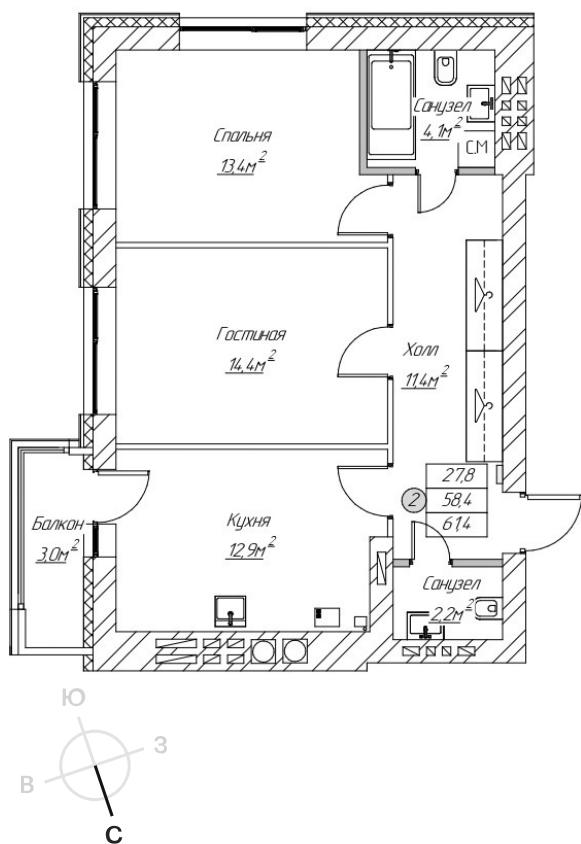 Спальня
13,4м²
Санузел
4,1м²
С.М
Гостиная
14,4м²
Холл
11,4м²
27,8
2
58,4
61,4
Балкон
3,0м²
Кухня
12,9м²
Санузел
2,2м²
Ю
З
В
С